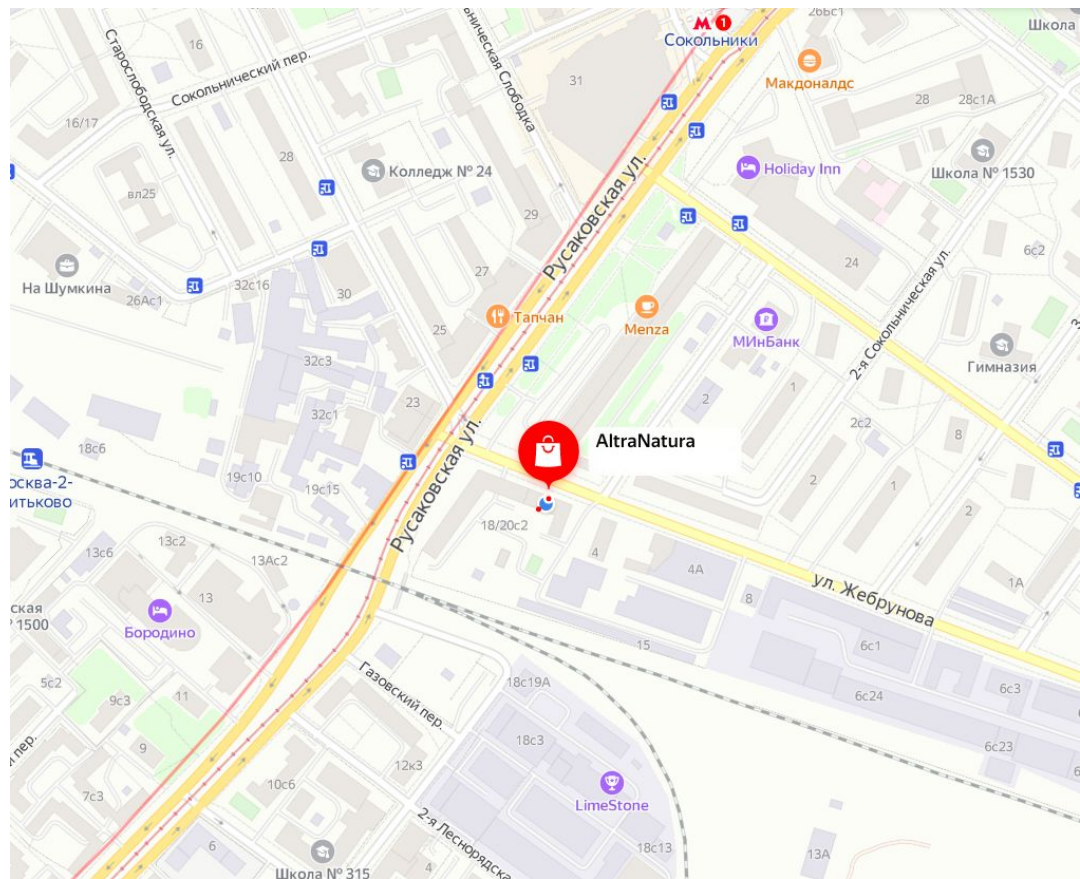 26Вс1
М 1
Сокольники
Школа
16
Старослободская ул.
Сокольнический пер.
31
Макдоналдс
28
28с1А
16/17
28
Колледж № 24
Holiday Inn
Школа № 1530
вл25
29
Русаковская ул.
24
6с2
На Шумкина
26Ас1
32с16
30
27
2-я Сокольническая ул.
Тапчан
Menza
МИнБанк
Гимназия
25
32с3
32с1
23
2
1
2с2
8
AltraNatura
18с6
19с10
19с15
Русаковская ул.
2
1
18/20с2
13с6
13с2
13Ас2
4
4А
8
1А
ул. Жебрунова
13
Бородино
15
6с1
5с2
9с3
11
Газовский пер.
18с19А
6с24
6с3
9
18с3
6с23
7с3
10с6
12к3
LimeStone
6
Школа № 315
4
18с13
13А